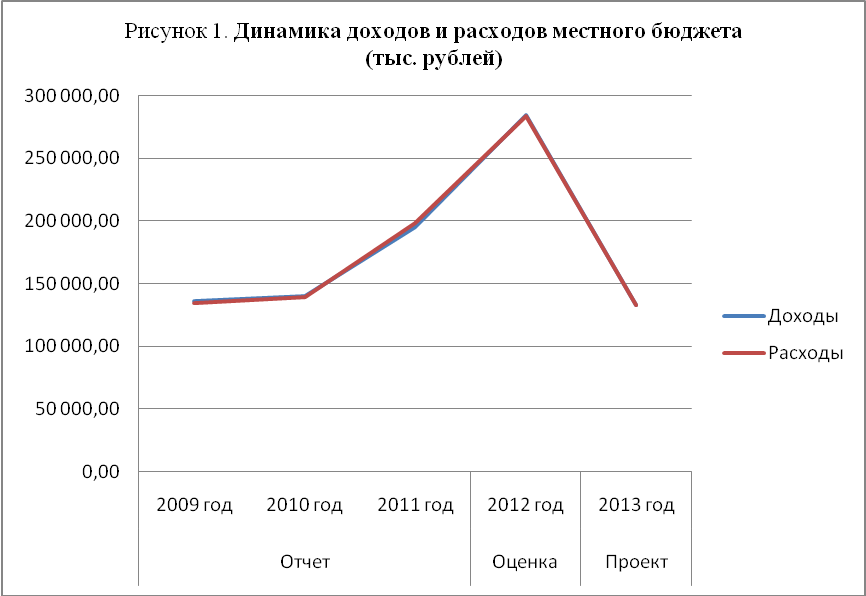 Рисунок 1. Динамика доходов и расходов местного бюджета
(тыс. рублей)
300 000,00
250 000,00
200 000,00
150 000,00
100 000,00
50 000,00
0,00
Доходы
Расходы
2009 год 2010 год 2011 год 2012 год 2013 год
Отчет Оценка Проект